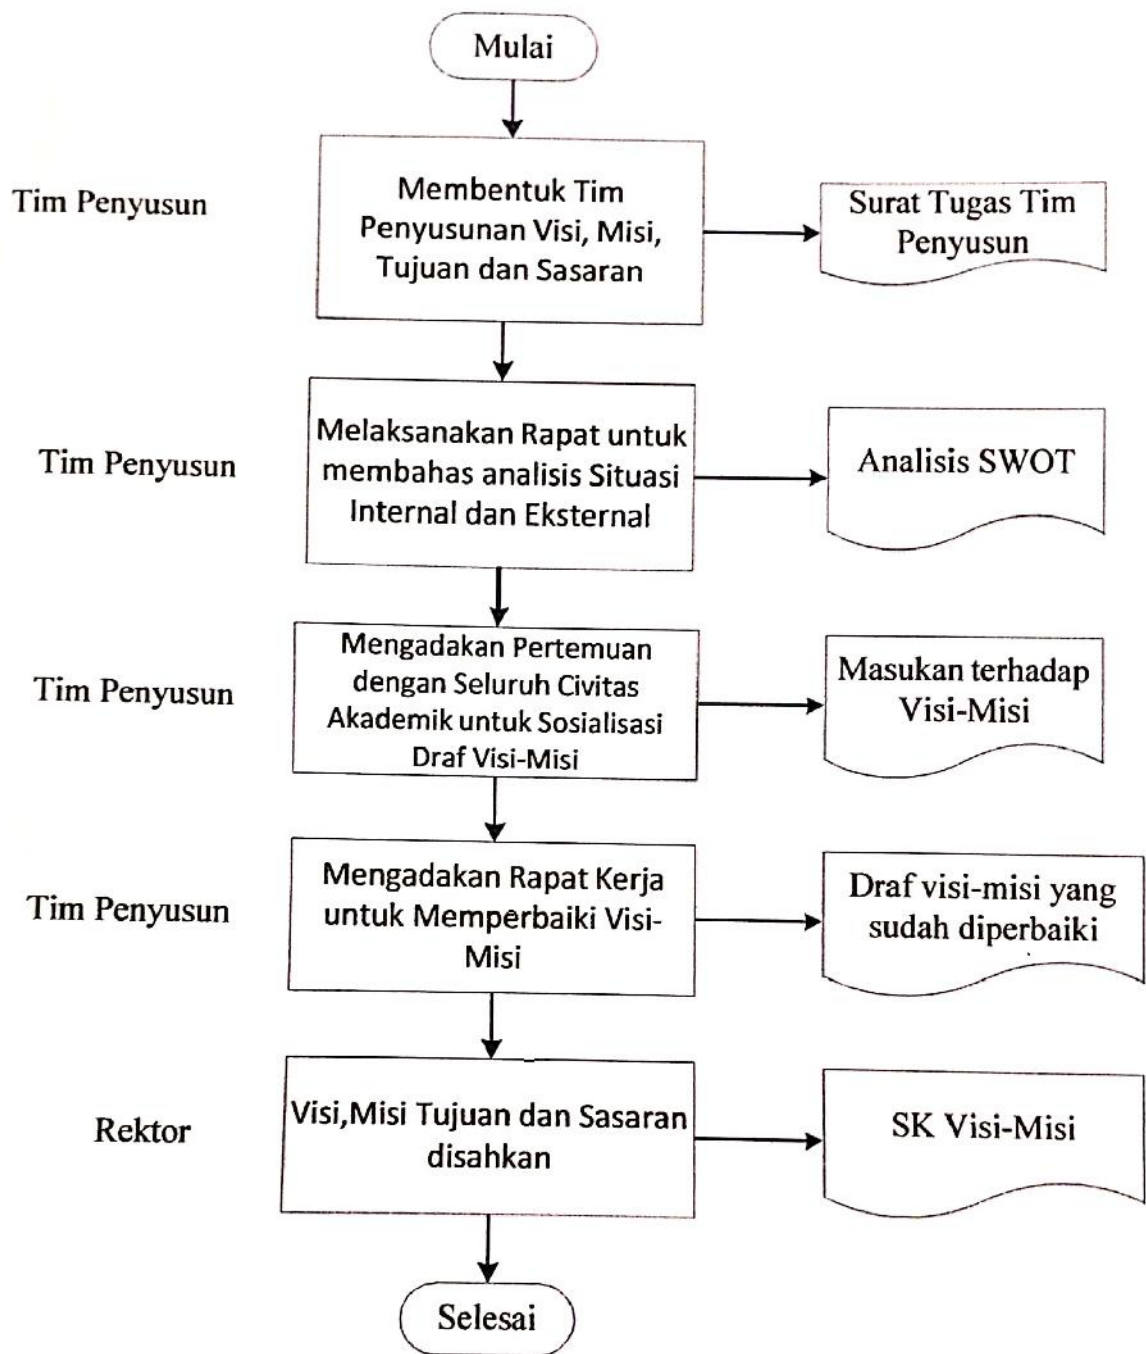 Mulai
Tim Penyusun
Membentuk Tim
Penyusunan Visi, Misi,
Tujuan dan Sasaran
Surat Tugas Tim
Penyusun
Tim Penyusun
Melaksanakan Rapat untuk
membahas analisis Situasi
Internal dan Eksternal
Analisis SWOT
Tim Penyusun
Mengadakan Pertemuan
dengan Seluruh Civitas
Akademik untuk Sosialisasi
Draf Visi-Misi
Masukan terhadap
Visi-Misi
Tim Penyusun
Mengadakan Rapat Kerja
untuk Memperbaiki Visi-
Misi
Draf visi-misi yang
sudah diperbaiki
Rektor
Visi,Misi Tujuan dan Sasaran
disahkan
SK Visi-Misi
Selesai